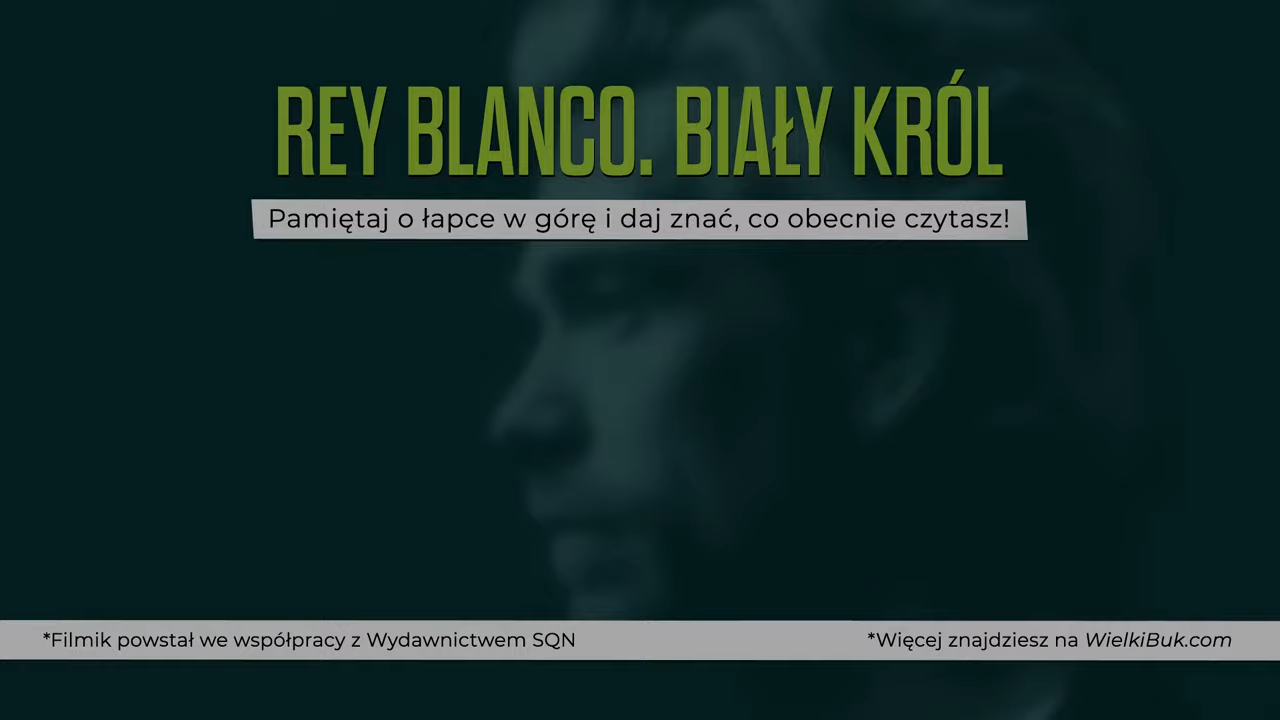 REY BLANCO. BIAŁY KRÓL
Pamiętaj o łapce w górę i daj znać, co obecnie czytasz!
*Filmik powstał we współpracy z Wydawnictwem SQN
*Więcej znajdziesz na WielkiBuk.com